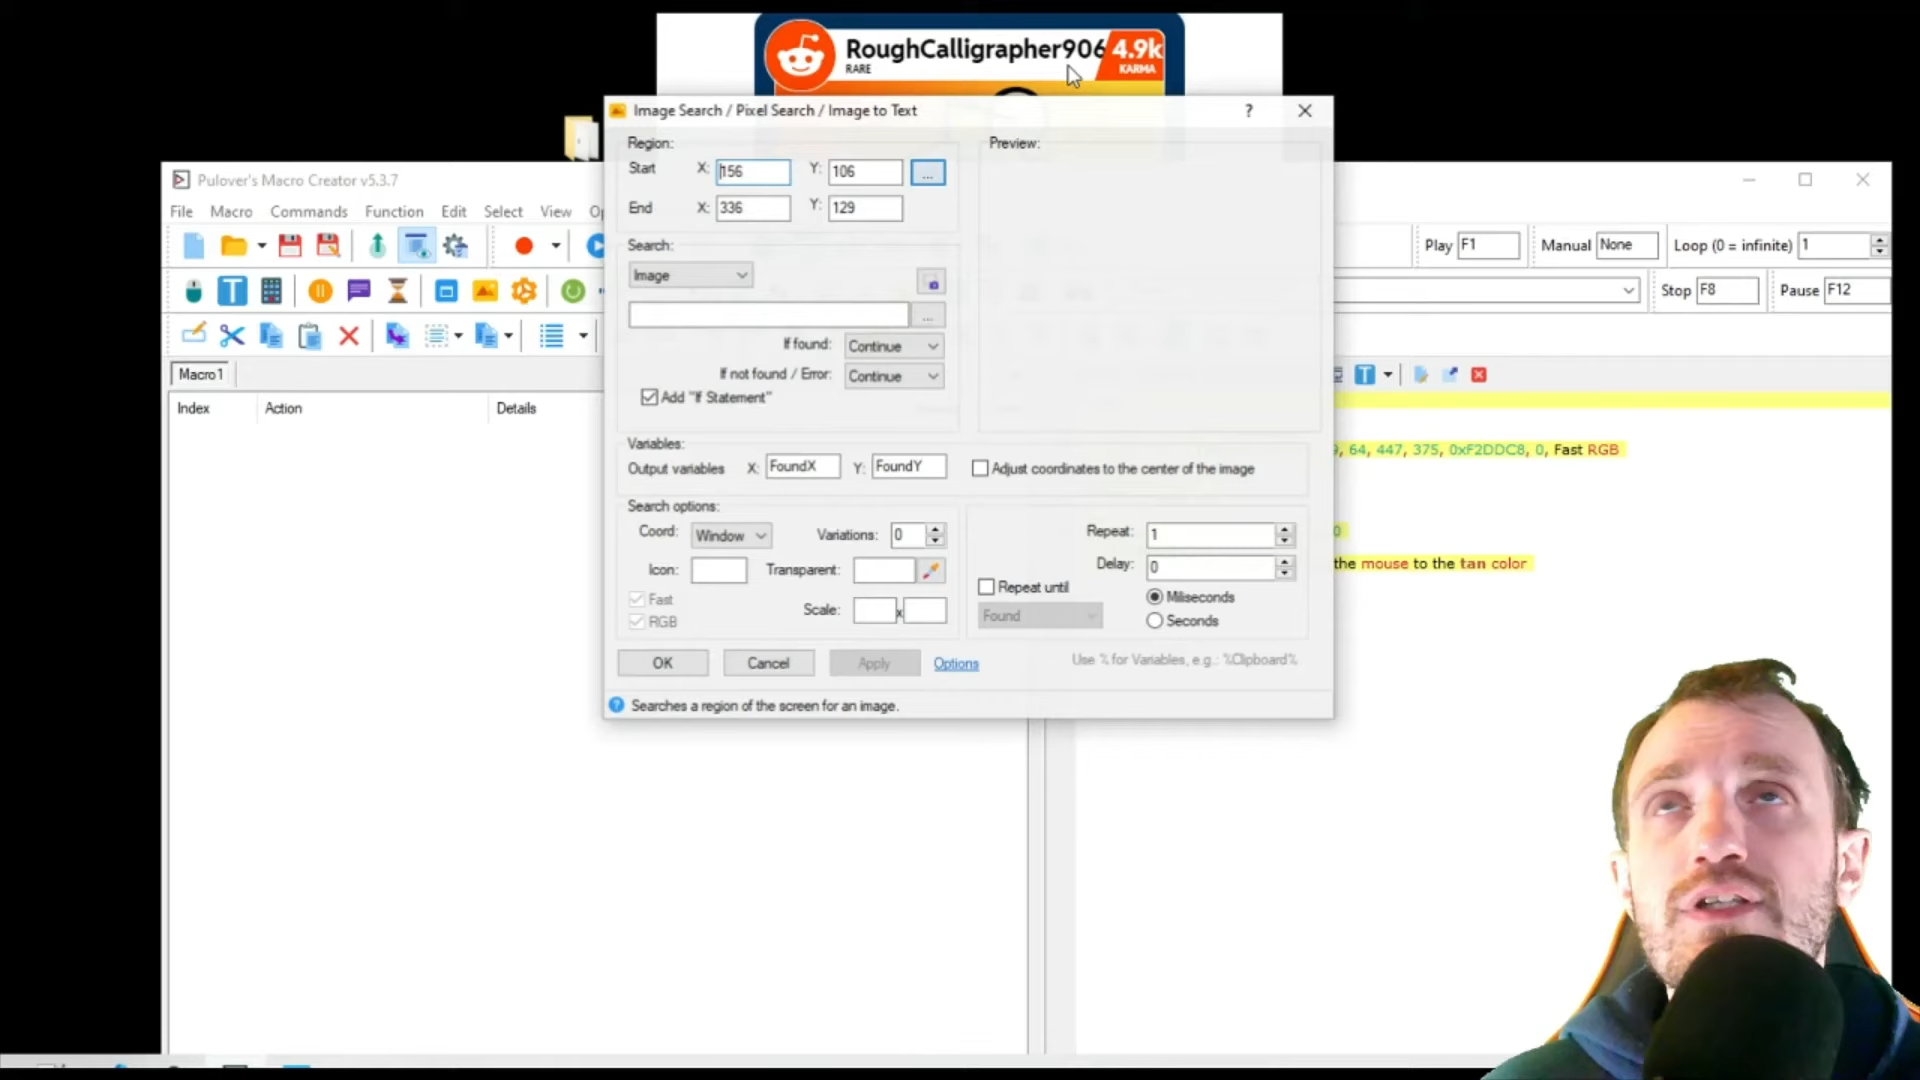 RoughCalligrapher906
RARE
4.9k
KARMA
Image Search / Pixel Search / Image to Text
?
Region:
Preview:
Start X: 156 Y: 106 ...
End X: 336 Y: 129
Pulover's Macro Creator v5.3.7
File Macro Commands Function Edit Select View
Search:
Image
...
If found: Continue
If not found / Error: Continue
Add "If Statement"
Play F1 Manual None Loop (0 = infinite) 1
Stop F8 Pause F12
Macro1
Index Action Details
Variables:
Output variables X: FoundX Y: FoundY Adjust coordinates to the center of the image
, 64, 447, 375, 0xF2DDC8, 0, Fast RGB
0
the mouse to the tan color
Search options:
Coord: Window Variations: 0
Icon: Transparent:
Fast
Scale: x
RGB
Repeat: 1
Delay: 0
Repeat until
Miliseconds
Found
Seconds
OK Cancel Apply Options Use % for Variables, e.g.: %Clipboard%
Searches a region of the screen for an image.